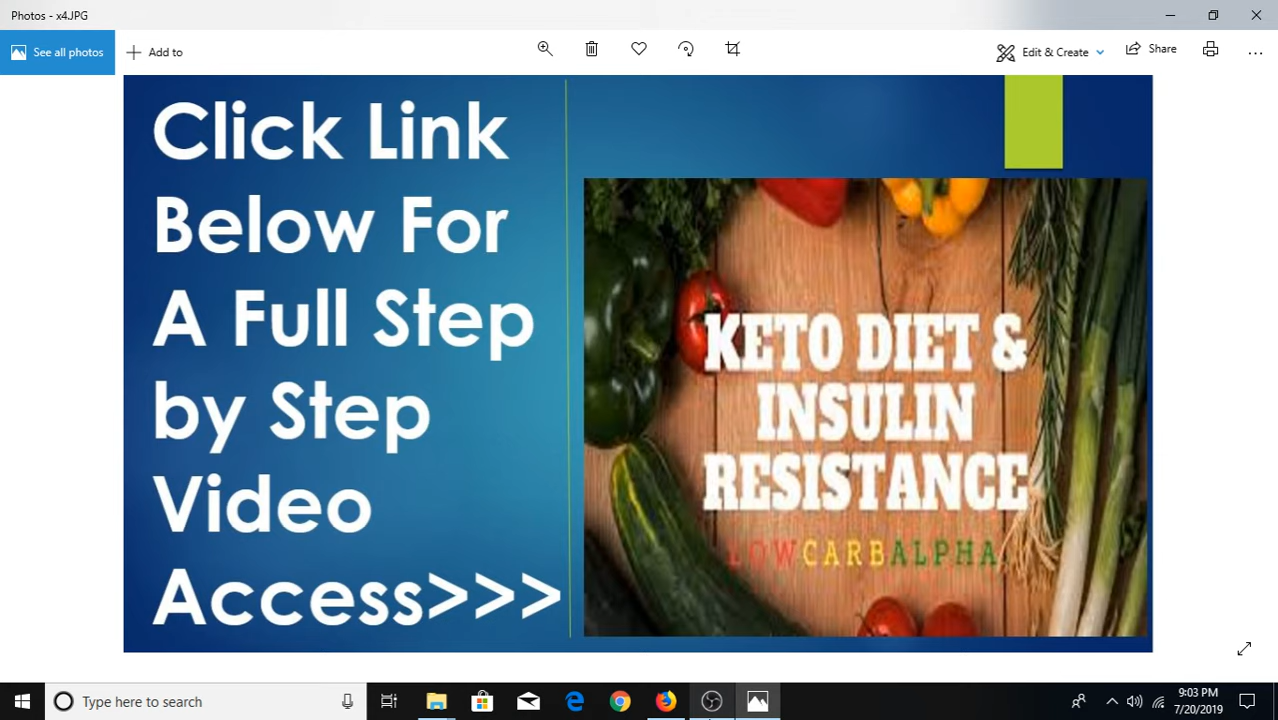 Photos - x4.JPG
See all photos
Add to
Edit & Create
Share
Click Link
Below For
A Full Step
by Step
Video
Access>>>
KETO DIET &
INSULIN
RESISTANCE
LOWCARBALPHA
Type here to search
9:03 PM
7/20/2019